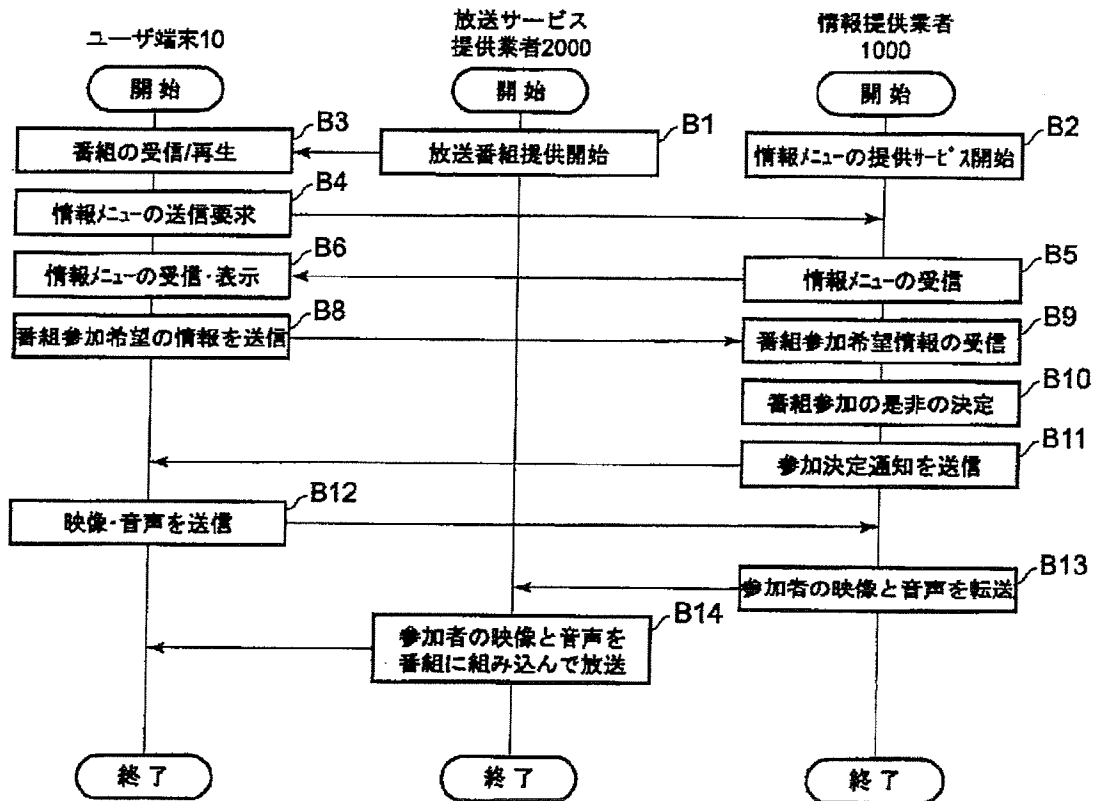 ユーザ端末10
放送サービス
提供業者2000
情報提供業者
1000
開始
開始
開始
B3
番組の受信/再生
B1
放送番組提供開始
B2
情報メニューの提供サービス開始
B4
情報メニューの送信要求
B6
情報メニューの受信・表示
B5
情報メニューの受信
B8
番組参加希望の情報を送信
B9
番組参加希望情報の受信
B10
番組参加の是非の決定
B11
参加決定通知を送信
B12
映像・音声を送信
B13
参加者の映像と音声を転送
B14
参加者の映像と音声を
番組に組み込んで放送
終了
終了
終了